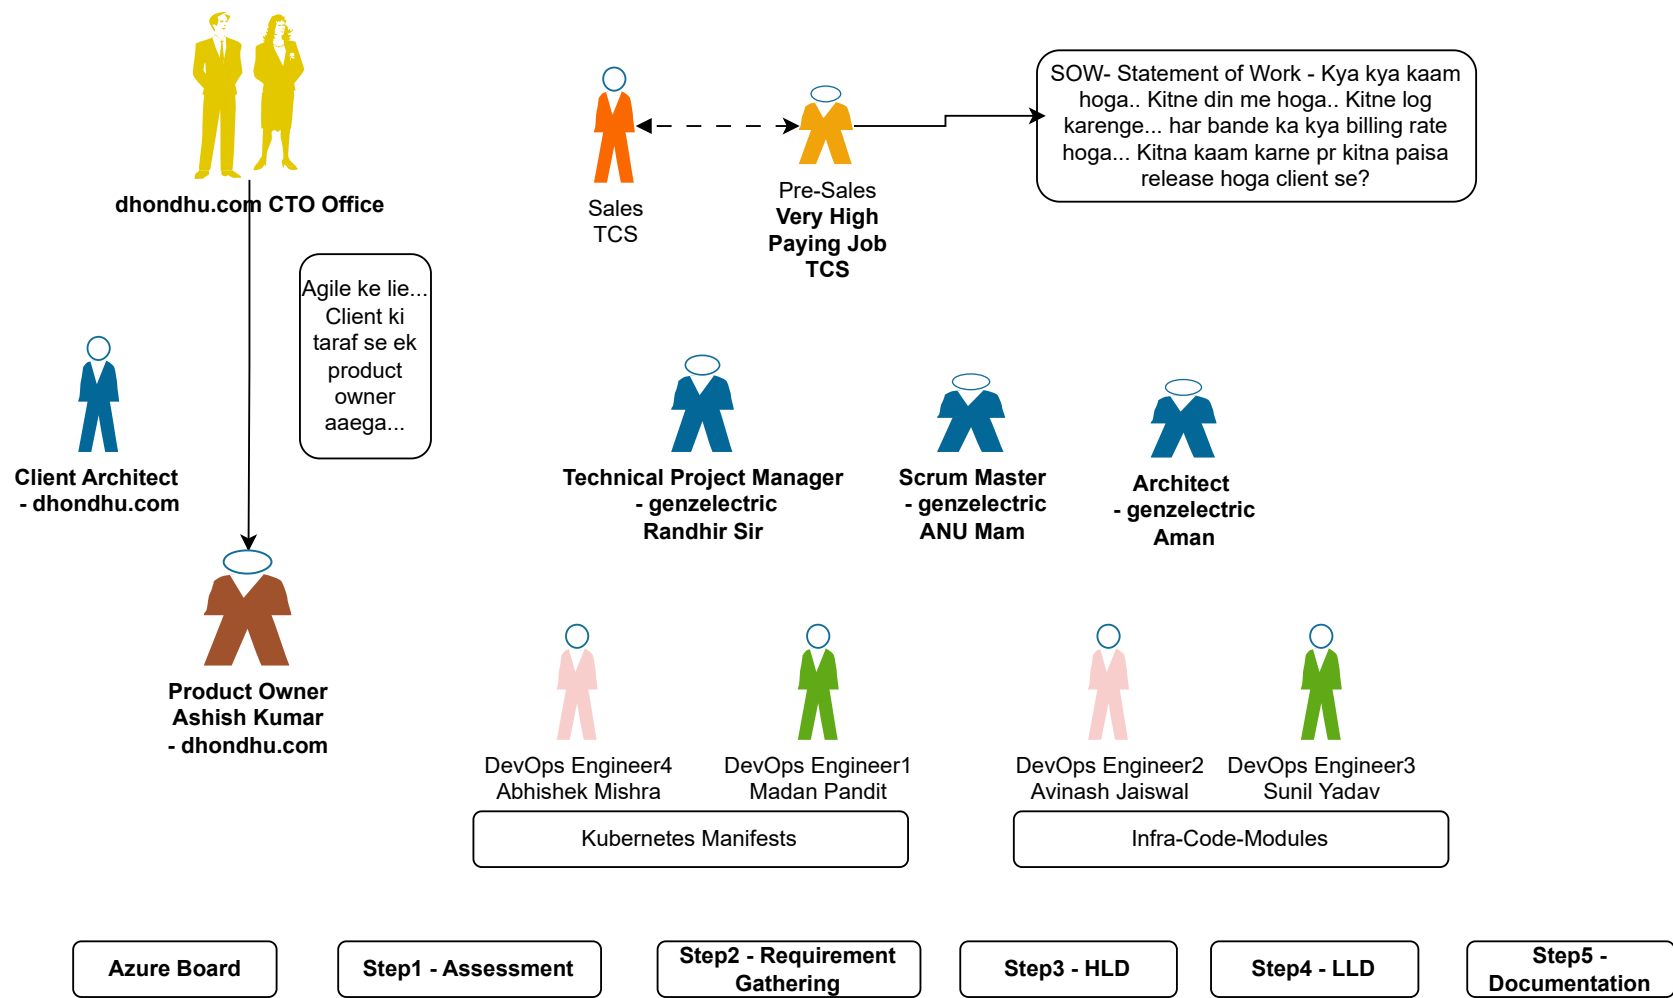 dhondhu.com CTO Office
Sales
TCS
Pre-Sales
Very High
Paying Job
TCS
SOW- Statement of Work - Kya kya kaam
hoga.. Kitne din me hoga.. Kitne log
karenge... har bande ka kya billing rate
hoga... Kitna kaam karne pr kitna paisa
release hoga client se?
Agile ke lie...
Client ki
taraf se ek
product
owner
aaega...
Client Architect
- dhondhu.com
Technical Project Manager
- genzelectric
Randhir Sir
Scrum Master
- genzelectric
ANU Mam
Architect
- genzelectric
Aman
Product Owner
Ashish Kumar
- dhondhu.com
DevOps Engineer4
Abhishek Mishra
DevOps Engineer1
Madan Pandit
DevOps Engineer2
Avinash Jaiswal
DevOps Engineer3
Sunil Yadav
Kubernetes Manifests
Infra-Code-Modules
Azure Board
Step1 - Assessment
Step2 - Requirement
Gathering
Step3 - HLD
Step4 - LLD
Step5 -
Documentation